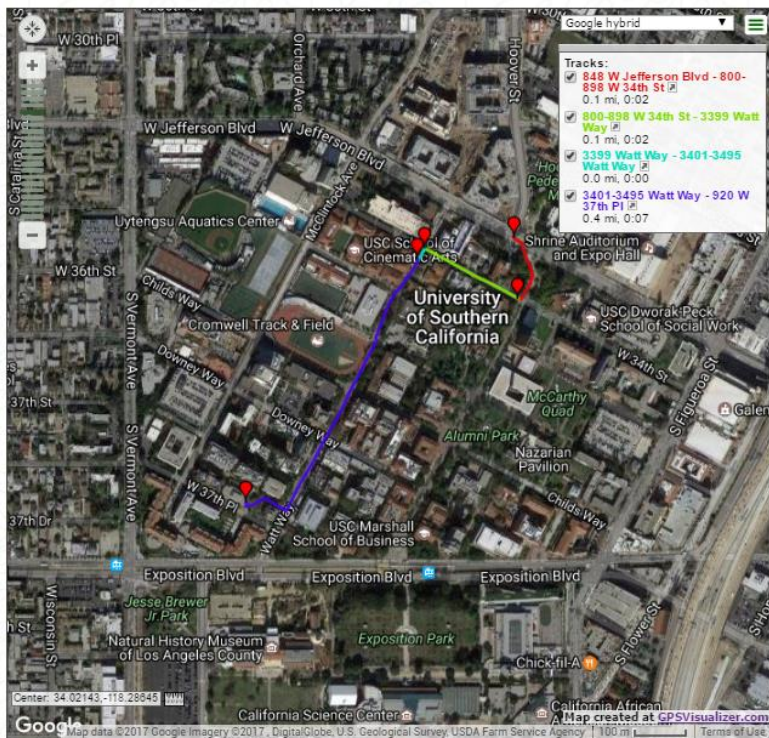 W 30th Pl
W 30th St
Orchard Ave
Hoover St
Google hybrid
Tracks:
848 W Jefferson Blvd - 800-
898 W 34th St
0.1 mi, 0:02
800-898 W 34th St - 3399 Watt
Way
0.1 mi, 0:02
3399 Watt Way - 3401-3495
Watt Way
0.0 mi, 0:00
3401-3495 Watt Way - 920 W
37th Pl
0.4 mi, 0:07
W Jefferson Blvd
W Jefferson Blvd
S Catalina St
McClintock Ave
Uytengsu Aquatics Center
USC School of
Cinematic Arts
Shrine Auditorium
and Expo Hall
W 36th St
Childs Way
S Vermont Ave
University
of Southern
California
USC Dworak-Peck
School of Social Work
Cromwell Track & Field
W 34th St
Downey Way
37th St
McCarthy
Quad
S Figueroa St
Galen
Downey Way
Alumni Park
Nazarian
Pavilion
S Vermont Ave
W 37th Pl
Watt Way
Childs Way
37th Dr
USC Marshall
School of Business
Exposition Blvd
Exposition Blvd
Exposition Blvd
Wisconsin St
Jesse Brewer
Jr.Park
S Flower St
h St
Natural History Museum
of Los Angeles County
Exposition Park
Chick-fil-A
Center: 34.02143,-118.28645
California Science Center
California African
Map created at GPSVisualizer.com
Google
Map data ©2017 Google Imagery ©2017 , DigitalGlobe, U.S. Geological Survey, USDA Farm Service Agency
100 m
Terms of Use